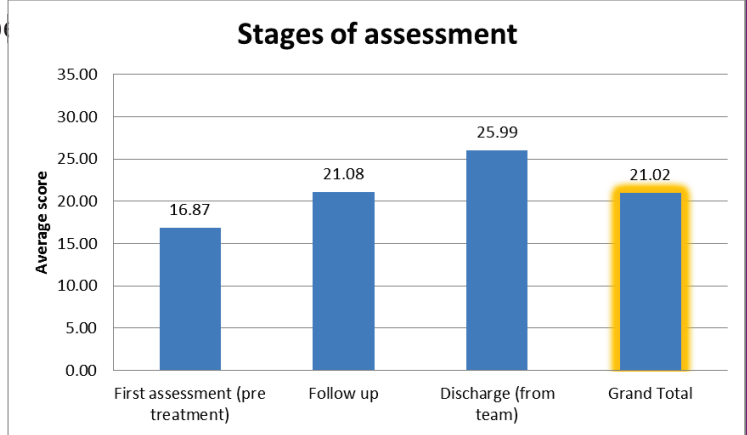 Stages of assessment
35.00
30.00
25.00
20.00
15.00
10.00
5.00
0.00
Average score
16.87
21.08
25.99
21.02
First assessment (pre
treatment)
Follow up
Discharge (from
team)
Grand Total